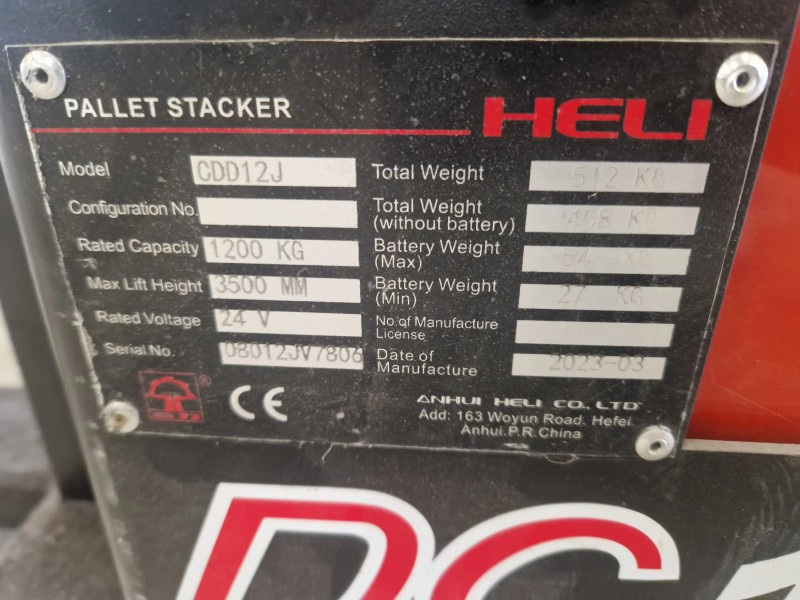 PALLET STACKER
HELI
Model CDD12J
Total Weight 512 KG
Configuration No.
Total Weight
(without battery) 458 KG
Rated Capacity 1200 KG
Battery Weight
(Max) 54 KG
Max Lift Height 3500 MM
Battery Weight
(Min) 27 KG
Rated Voltage 24 V
No.of Manufacture
License
Serial No. 08012JV7806
Date of
Manufacture 2023-03
CE
ANHUI HELI CO., LTD
Add: 163 Woyun Road. Hefei.
Anhui.P.R.China